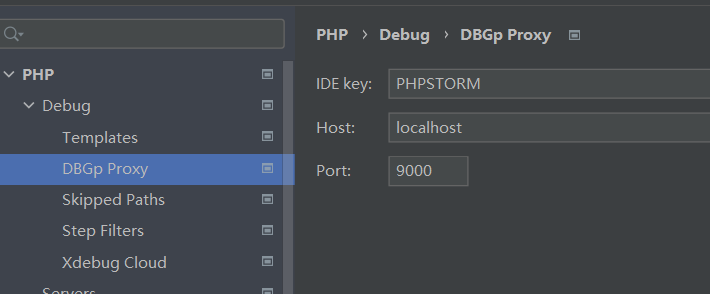 PHP
Debug
Templates
DBGp Proxy
Skipped Paths
Step Filters
Xdebug Cloud
Servers
PHP > Debug > DBGp Proxy
IDE key: PHPSTORM
Host: localhost
Port: 9000